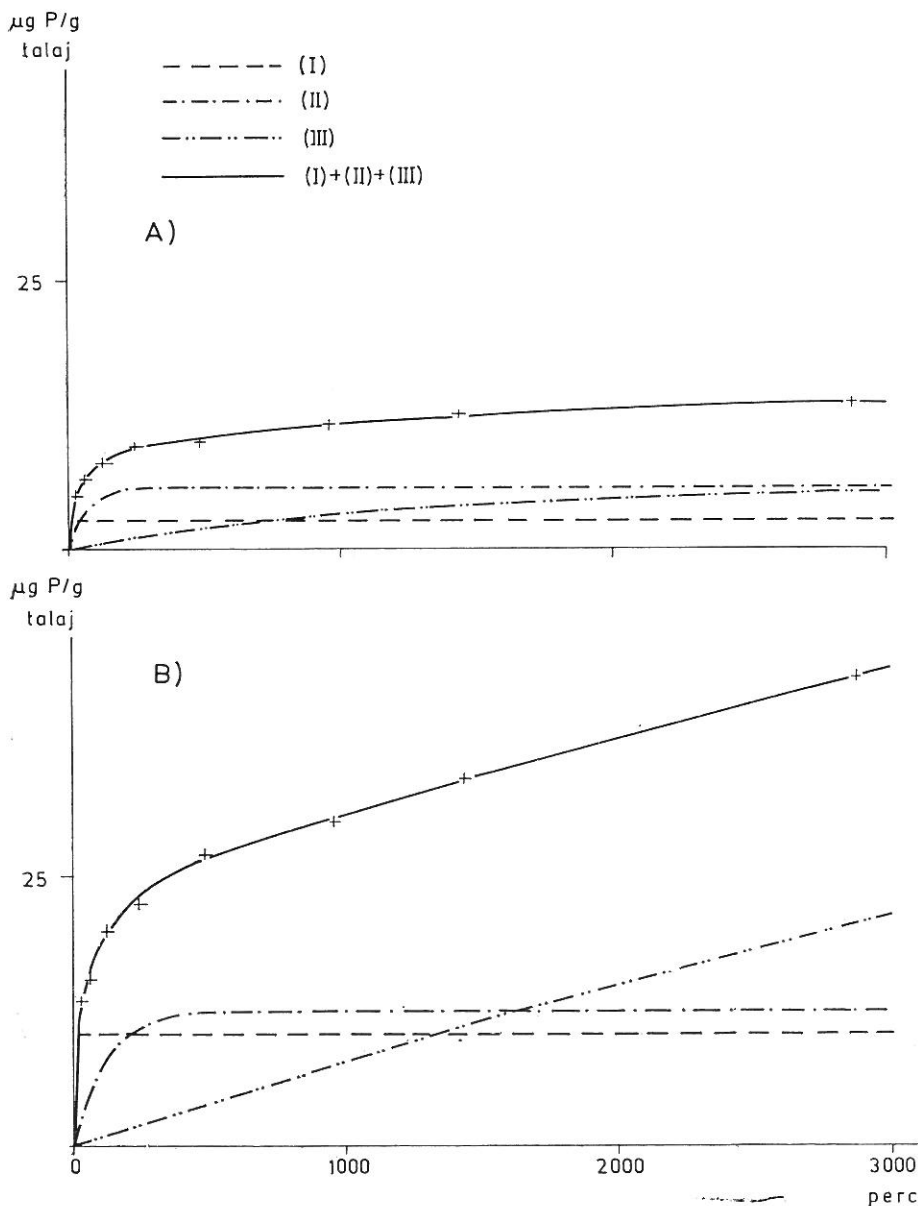 μg P/g
talaj
(I)
(II)
(III)
(I)+(II)+(III)
A)
25
μg P/g
talaj
B)
25
0 1000 2000 3000
perc